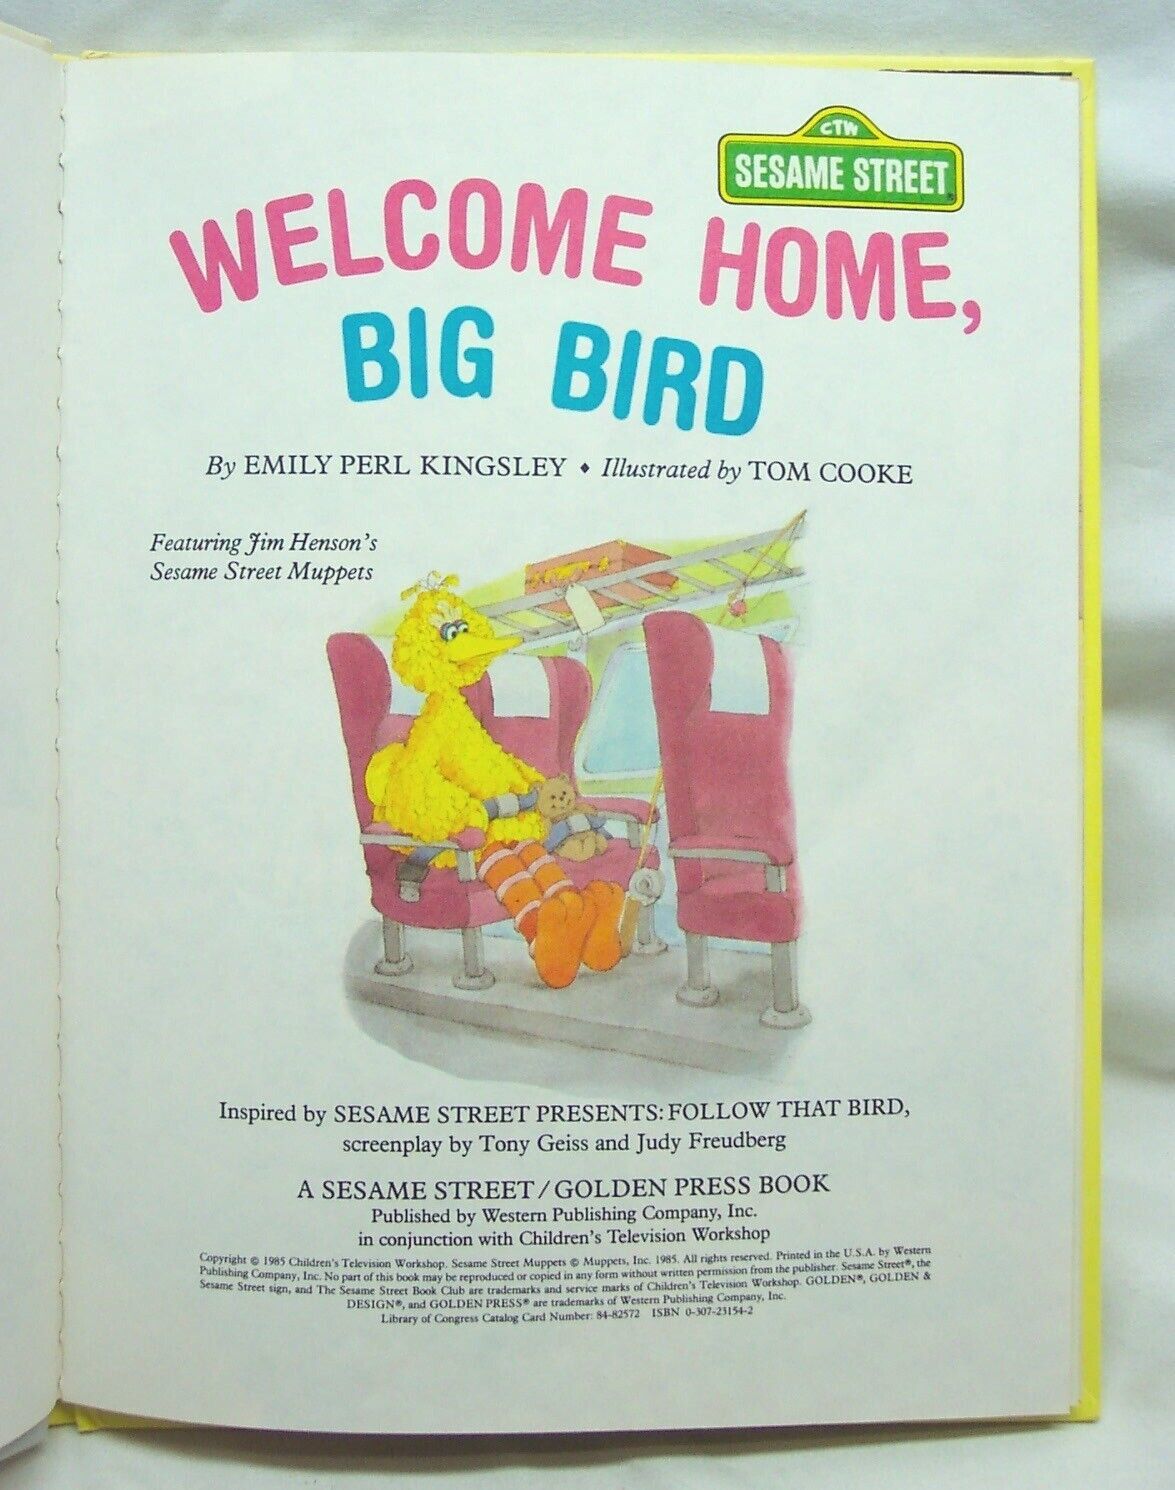 CTW
SESAME STREET®
WELCOME HOME,
BIG BIRD
By EMILY PERL KINGSLEY ♦ Illustrated by TOM COOKE
Featuring Jim Henson's
Sesame Street Muppets
Inspired by SESAME STREET PRESENTS: FOLLOW THAT BIRD,
screenplay by Tony Geiss and Judy Freudberg
A SESAME STREET / GOLDEN PRESS BOOK
Published by Western Publishing Company, Inc.
in conjunction with Children's Television Workshop
Copyright © 1985 Children's Television Workshop. Sesame Street Muppets © Muppets, Inc. 1985. All rights reserved. Printed in the U.S.A. by Western
Publishing Company, Inc. No part of this book may be reproduced or copied in any form without written permission from the publisher. Sesame Street®, the
Sesame Street sign, and The Sesame Street Book Club are trademarks and service marks of Children's Television Workshop. GOLDEN®, GOLDEN &
DESIGN®, and GOLDEN PRESS® are trademarks of Western Publishing Company, Inc.
Library of Congress Catalog Card Number: 84-82572 ISBN 0-307-23154-2